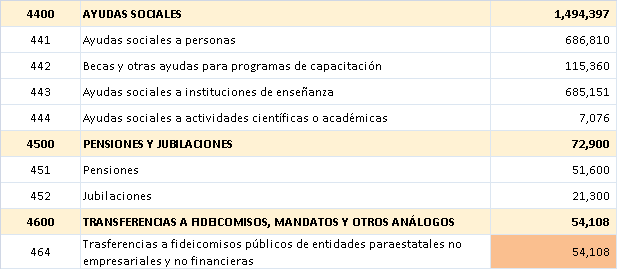 4400 AYUDAS SOCIALES 1,494,397
441 Ayudas sociales a personas 686,810
442 Becas y otras ayudas para programas de capacitación 115,360
443 Ayudas sociales a instituciones de enseñanza 685,151
444 Ayudas sociales a actividades científicas o académicas 7,076
4500 PENSIONES Y JUBILACIONES 72,900
451 Pensiones 51,600
452 Jubilaciones 21,300
4600 TRANSFERENCIAS A FIDEICOMISOS, MANDATOS Y OTROS ANÁLOGOS 54,108
464 Trasferencias a fideicomisos públicos de entidades paraestatales no
empresariales y no financieras 54,108